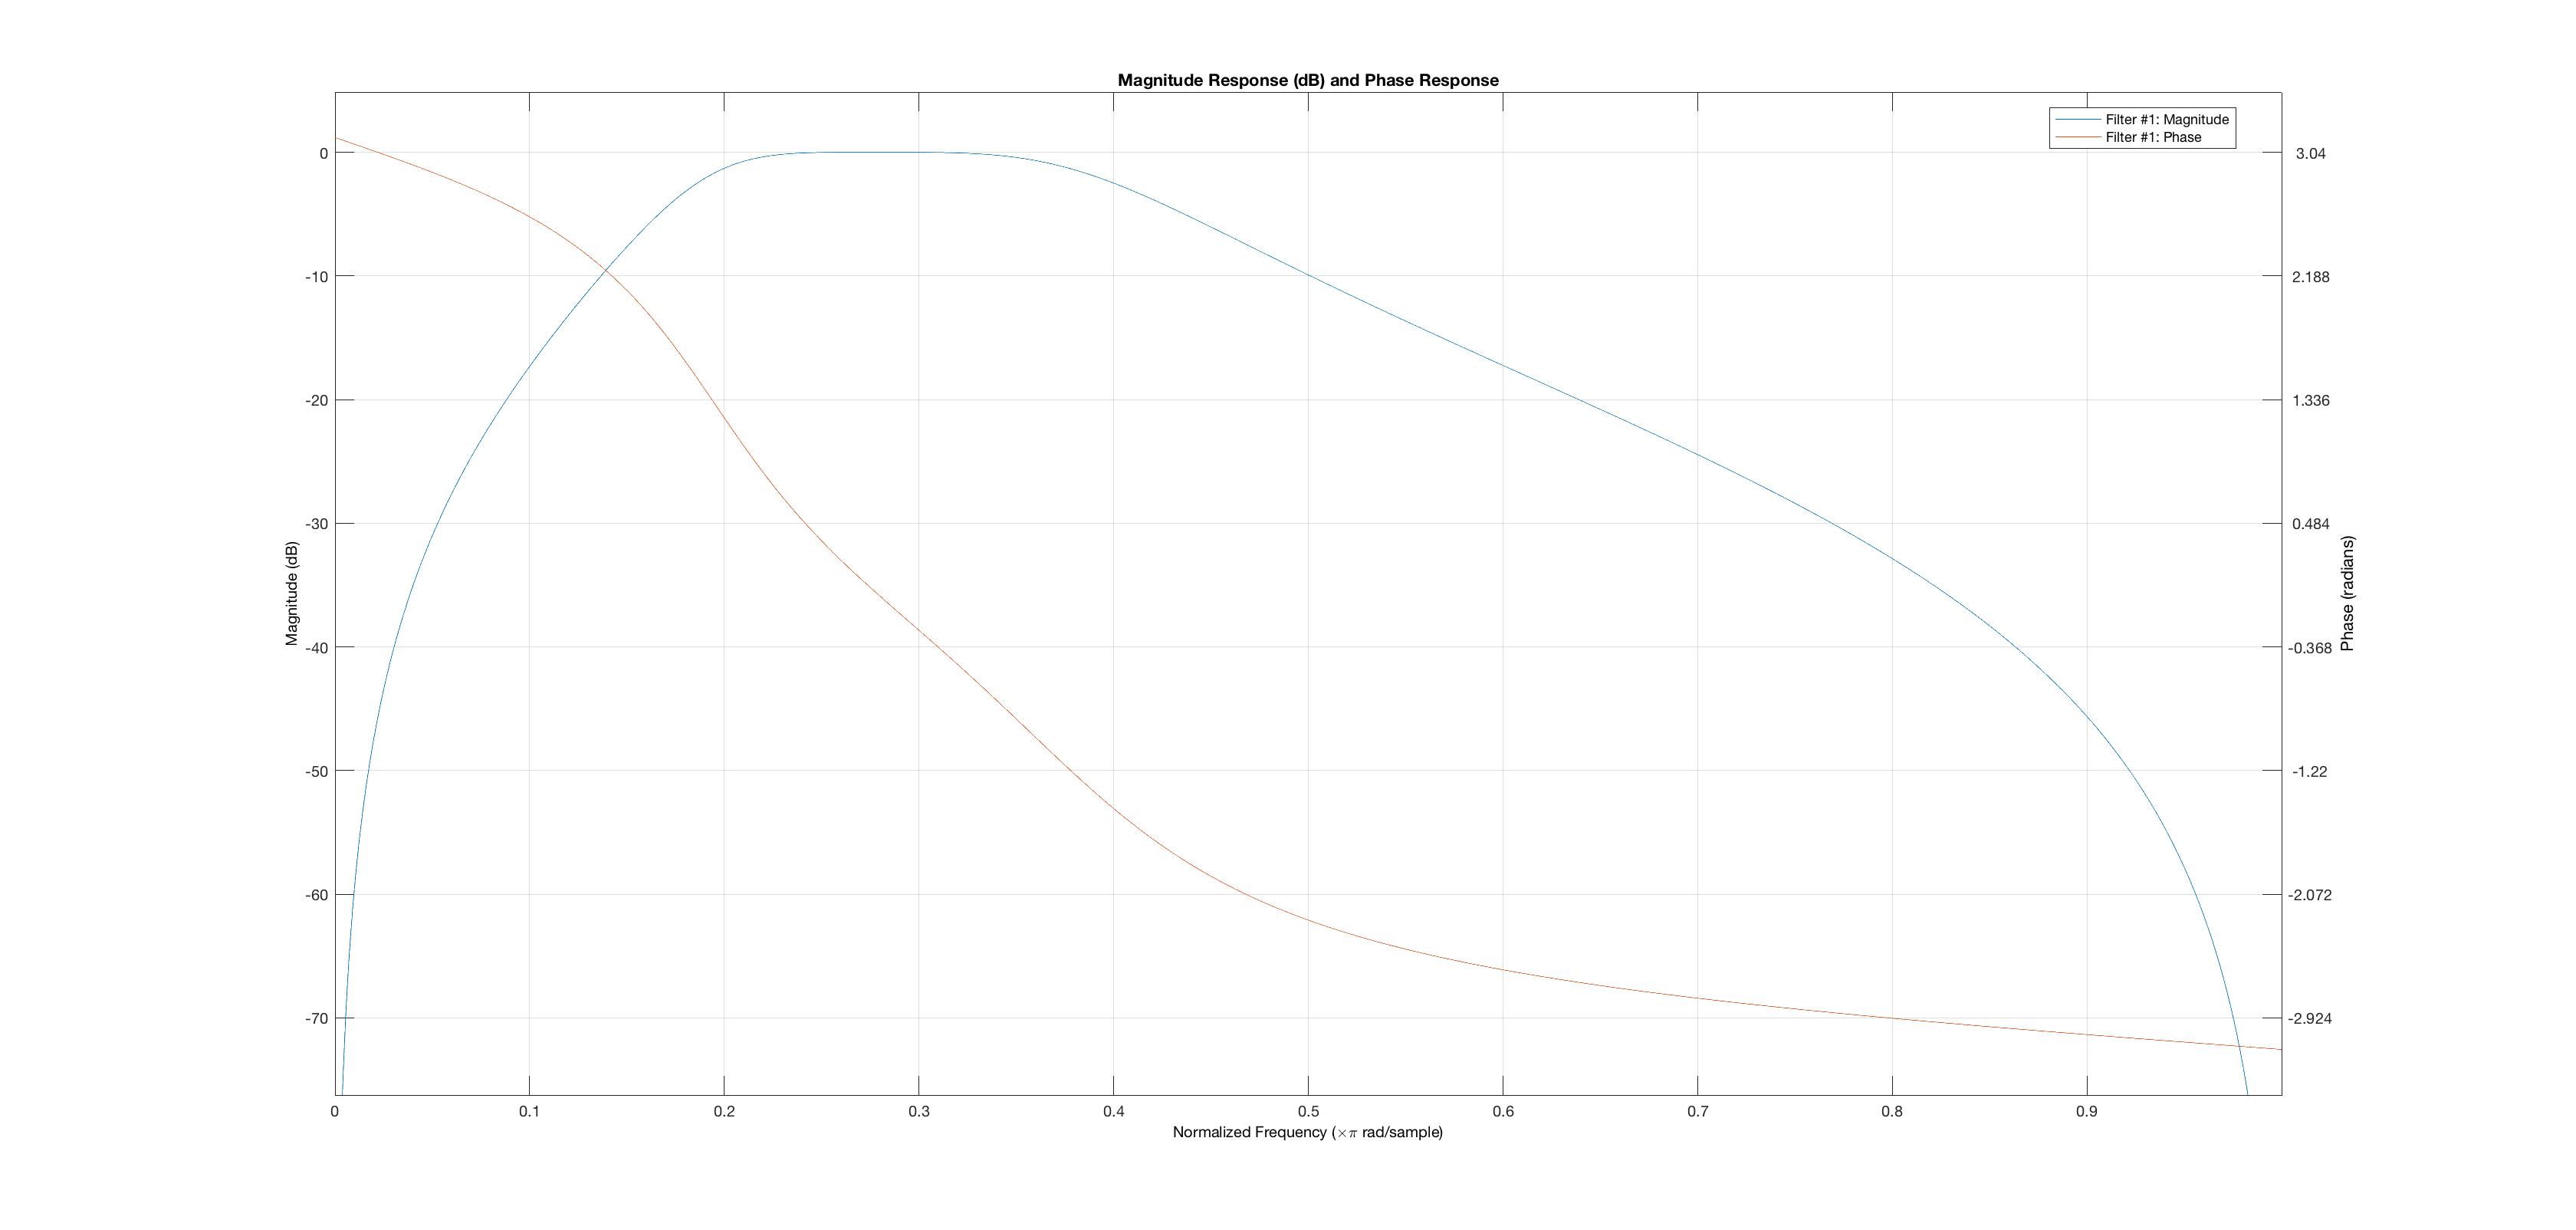 Magnitude Response (dB) and Phase Response
Filter #1: Magnitude
Filter #1: Phase
0
-10
-20
-30
-40
-50
-60
-70
Magnitude (dB)
3.04
2.188
1.336
0.484
-0.368
-1.22
-2.072
-2.924
Phase (radians)
0 0.1 0.2 0.3 0.4 0.5 0.6 0.7 0.8 0.9
Normalized Frequency (×π rad/sample)